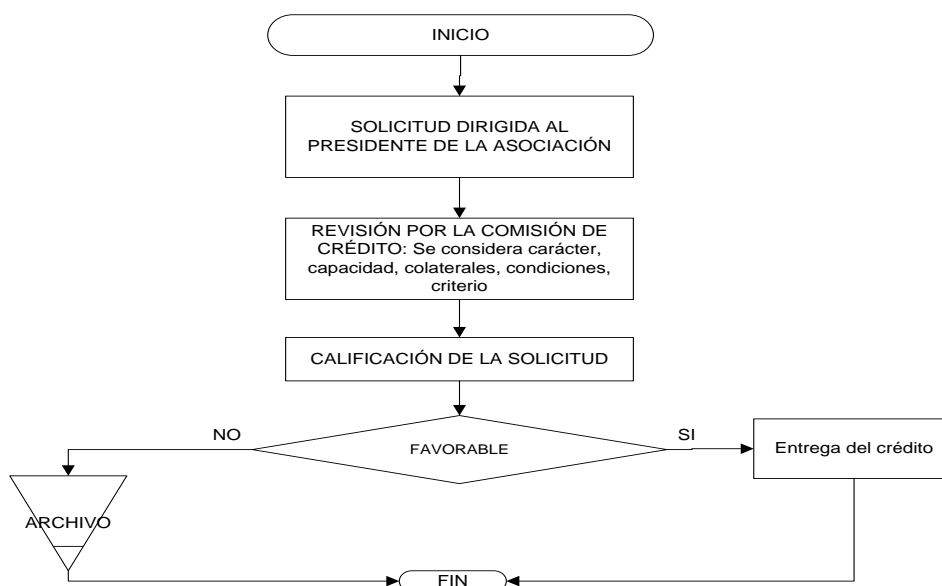 INICIO
SOLICITUD DIRIGIDA AL
PRESIDENTE DE LA ASOCIACIÓN
REVISIÓN POR LA COMISIÓN DE
CRÉDITO: Se considera carácter,
capacidad, colaterales, condiciones,
criterio
CALIFICACIÓN DE LA SOLICITUD
NO
FAVORABLE
SI
Entrega del crédito
ARCHIVO
FIN